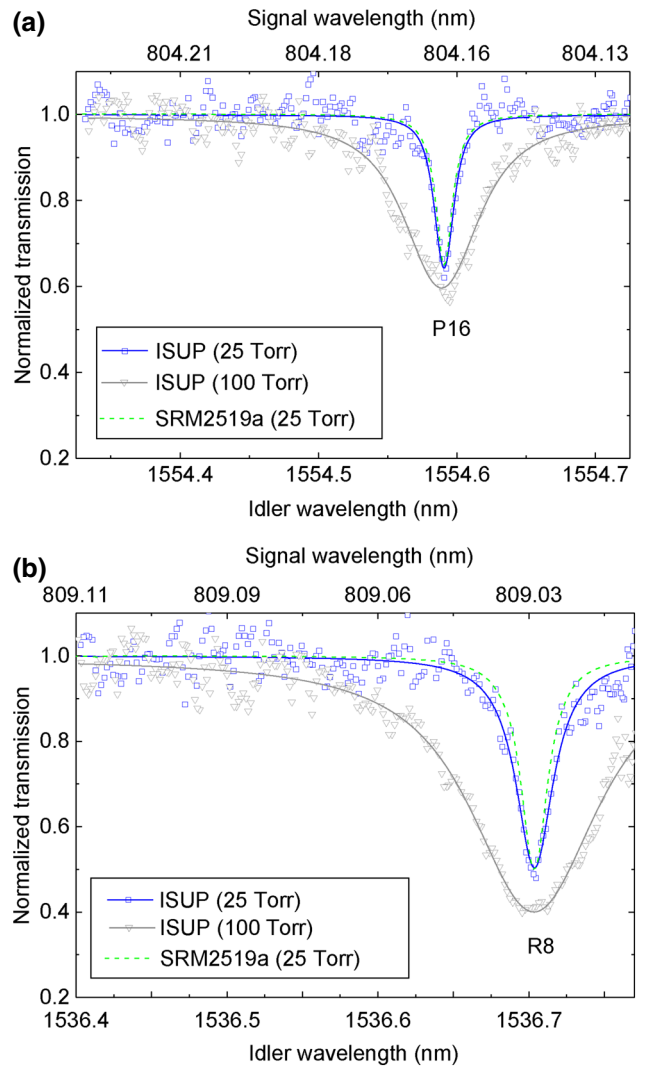 (a)
Signal wavelength (nm)
804.21 804.18 804.16 804.13
1.0
0.8
0.6
0.4
0.2
Normalized transmission
P16
ISUP (25 Torr)
ISUP (100 Torr)
SRM2519a (25 Torr)
1554.4 1554.5 1554.6 1554.7
Idler wavelength (nm)
(b)
Signal wavelength (nm)
809.11 809.09 809.06 809.03
1.0
0.8
0.6
0.4
0.2
Normalized transmission
ISUP (25 Torr)
ISUP (100 Torr)
SRM2519a (25 Torr)
R8
1536.4 1536.5 1536.6 1536.7
Idler wavelength (nm)